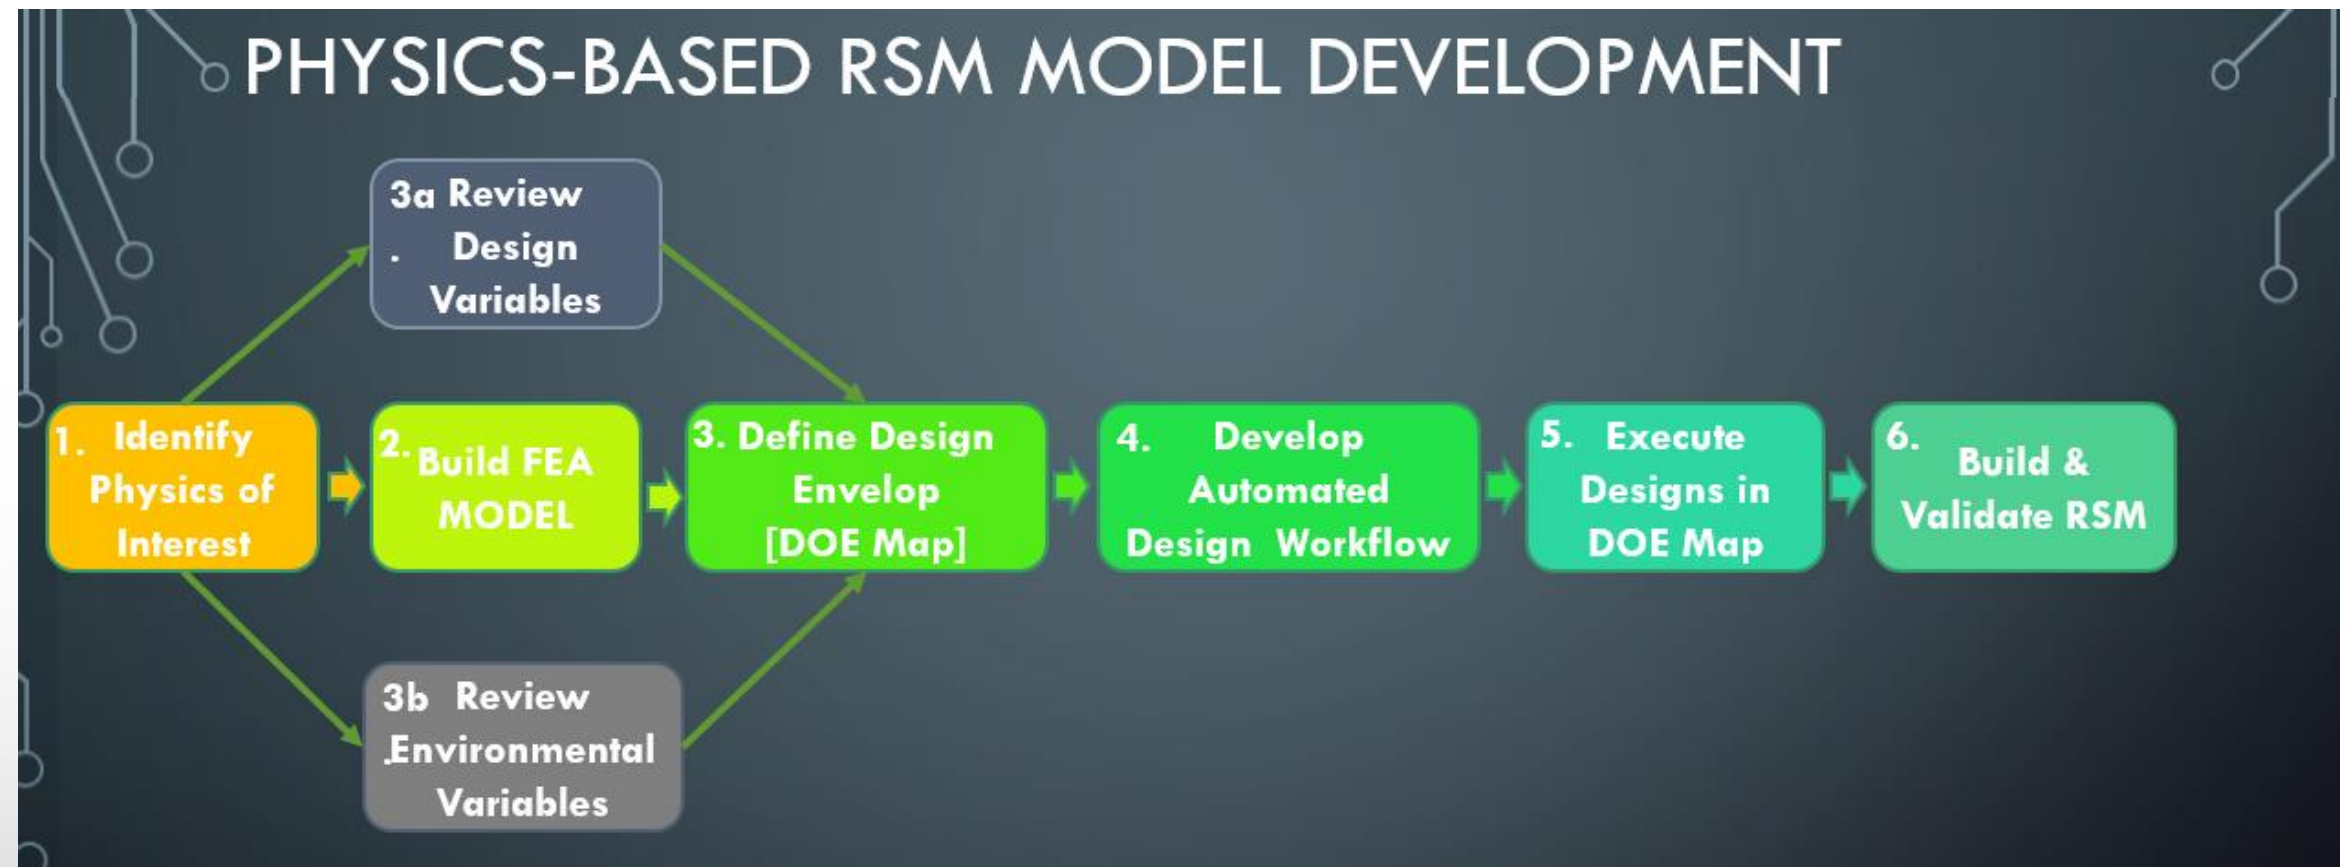 PHYSICS-BASED RSM MODEL DEVELOPMENT
3a Review
. Design
Variables
1. Identify
Physics of
Interest
2. Build FEA
MODEL
3. Define Design
Envelop
[DOE Map]
4. Develop
Automated
Design Workflow
5. Execute
Designs in
DOE Map
6. Build &
Validate RSM
3b Review
.Environmental
Variables